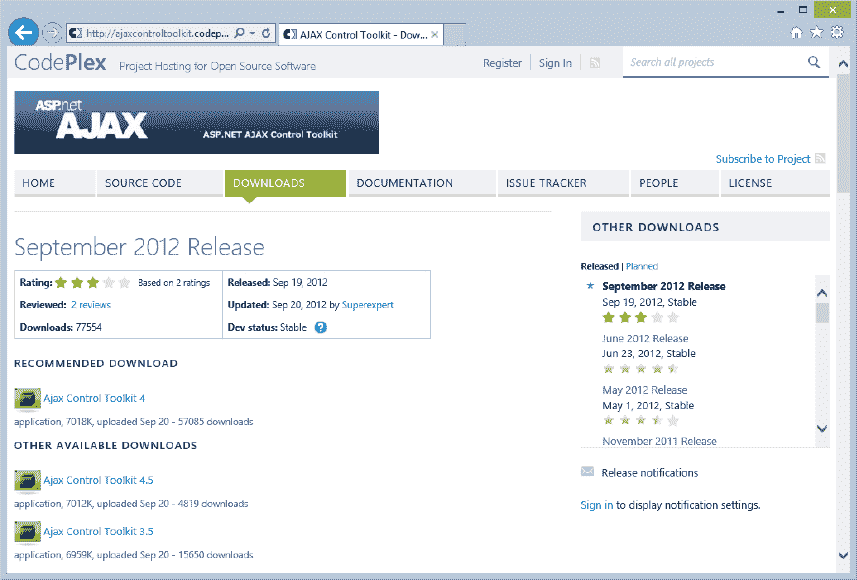 http://ajaxcontroltoolkit.codep...
AJAX Control Toolkit - Dow...
CodePlex Project Hosting for Open Source Software
Register Sign In
Search all projects
ASP.net
AJAX
ASP.NET AJAX Control Toolkit
Subscribe to Project
HOME SOURCE CODE DOWNLOADS DOCUMENTATION ISSUE TRACKER PEOPLE LICENSE
September 2012 Release
Rating: Based on 2 ratings
Reviewed: 2 reviews
Downloads: 77554
Released: Sep 19, 2012
Updated: Sep 20, 2012 by Superexpert
Dev status: Stable ?
RECOMMENDED DOWNLOAD
Ajax Control Toolkit 4
application, 7018K, uploaded Sep 20 - 57085 downloads
OTHER AVAILABLE DOWNLOADS
Ajax Control Toolkit 4.5
application, 7012K, uploaded Sep 20 - 4819 downloads
Ajax Control Toolkit 3.5
application, 6959K, uploaded Sep 20 - 15650 downloads
OTHER DOWNLOADS
Released | Planned
September 2012 Release
Sep 19, 2012, Stable
June 2012 Release
Jun 23, 2012, Stable
May 2012 Release
May 1, 2012, Stable
November 2011 Release
Release notifications
Sign in to display notification settings.